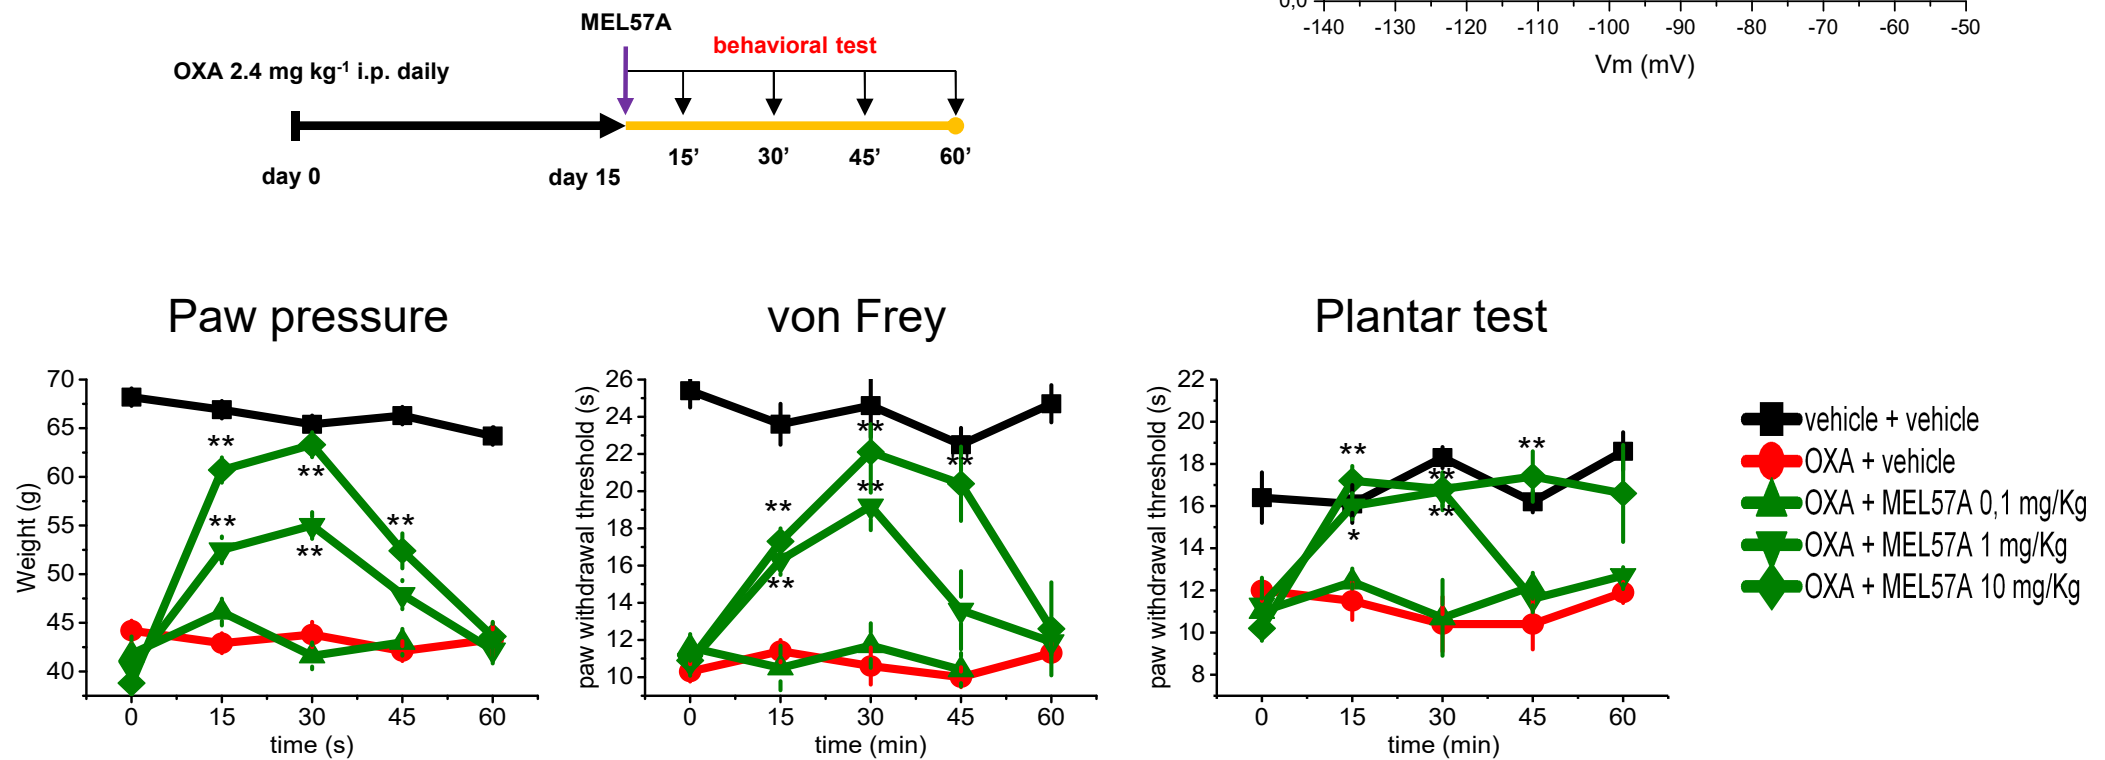 0,0
-140 -130 -120 -110 -100 -90 -80 -70 -60 -50
Vm (mV)
MEL57A
behavioral test
OXA 2.4 mg kg-1 i.p. daily
15’ 30’ 45’ 60’
day 0 day 15
Paw pressure
70
65
60
55
50
45
40
Weight (g)
** ** ** ** **
0 15 30 45 60
time (s)
von Frey
26
24
22
20
18
16
14
12
10
paw withdrawal threshold (s)
** ** ** ** **
0 15 30 45 60
time (min)
Plantar test
22
20
18
16
14
12
10
8
paw withdrawal threshold (s)
** * ** ** **
0 15 30 45 60
time (min)
vehicle + vehicle
OXA + vehicle
OXA + MEL57A 0,1 mg/Kg
OXA + MEL57A 1 mg/Kg
OXA + MEL57A 10 mg/Kg